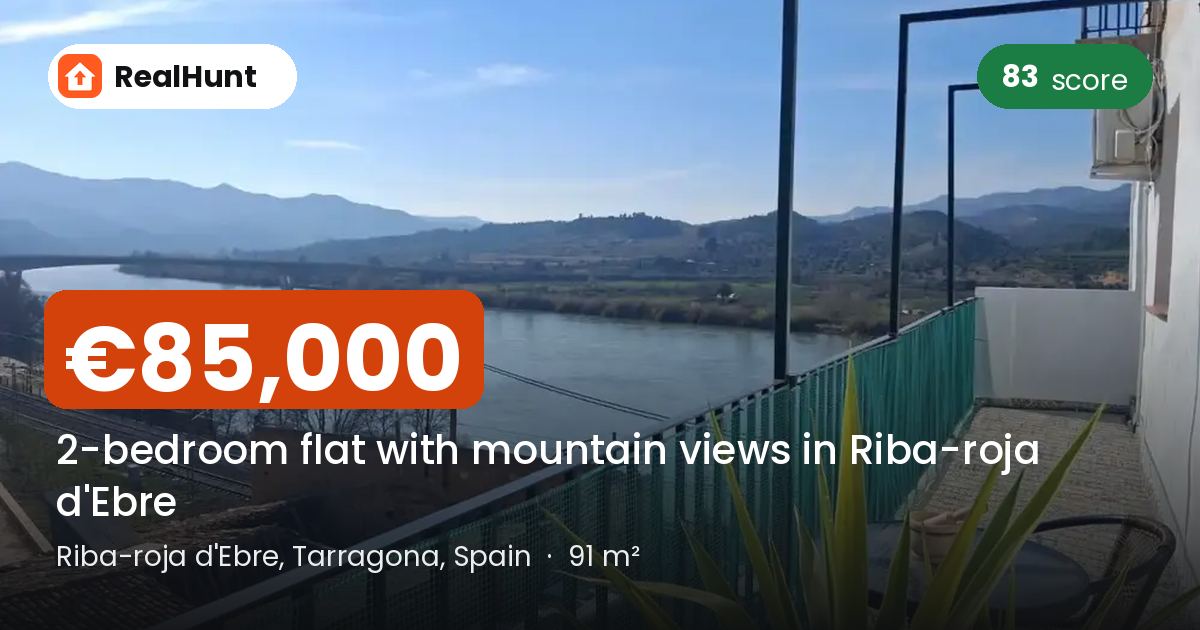 RealHunt
83 score
€85,000
2-bedroom flat with mountain views in Riba-roja
d'Ebre
Riba-roja d'Ebre, Tarragona, Spain · 91 m²